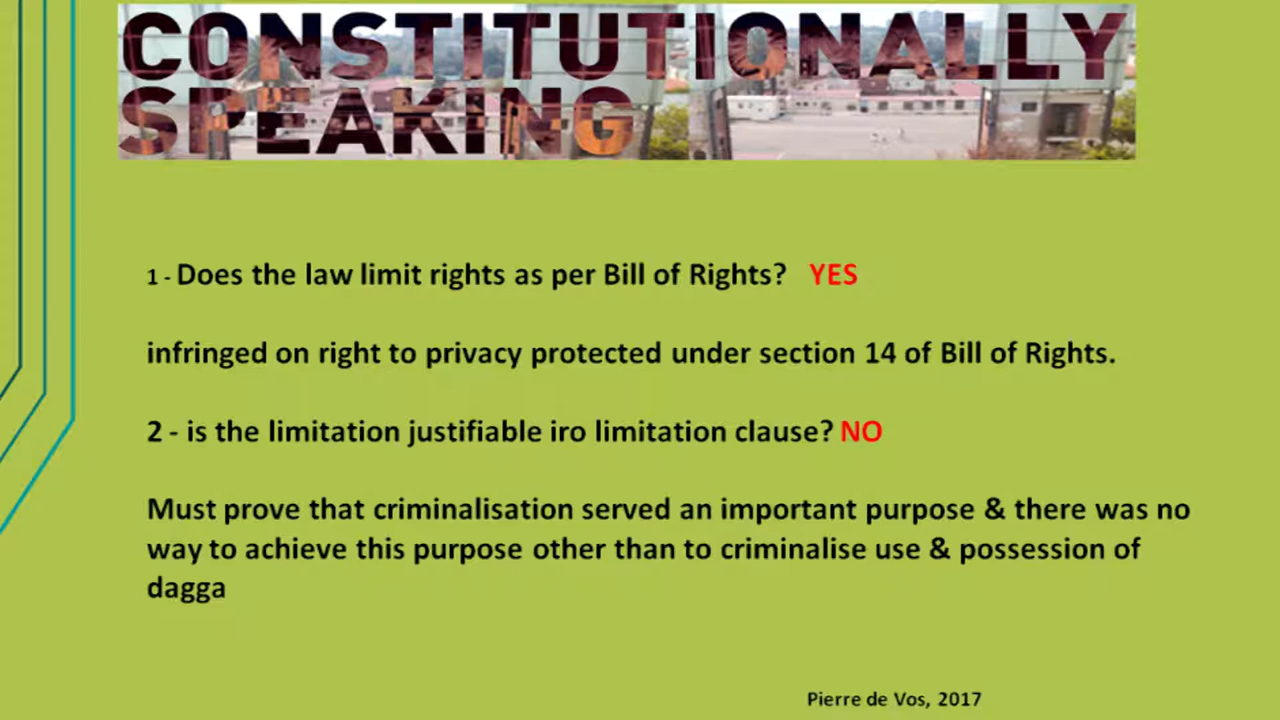 CONSTITUTIONALLY
SPEAKING
1 - Does the law limit rights as per Bill of Rights? YES
infringed on right to privacy protected under section 14 of Bill of Rights.
2 - is the limitation justifiable iro limitation clause? NO
Must prove that criminalisation served an important purpose & there was no
way to achieve this purpose other than to criminalise use & possession of
dagga
Pierre de Vos, 2017